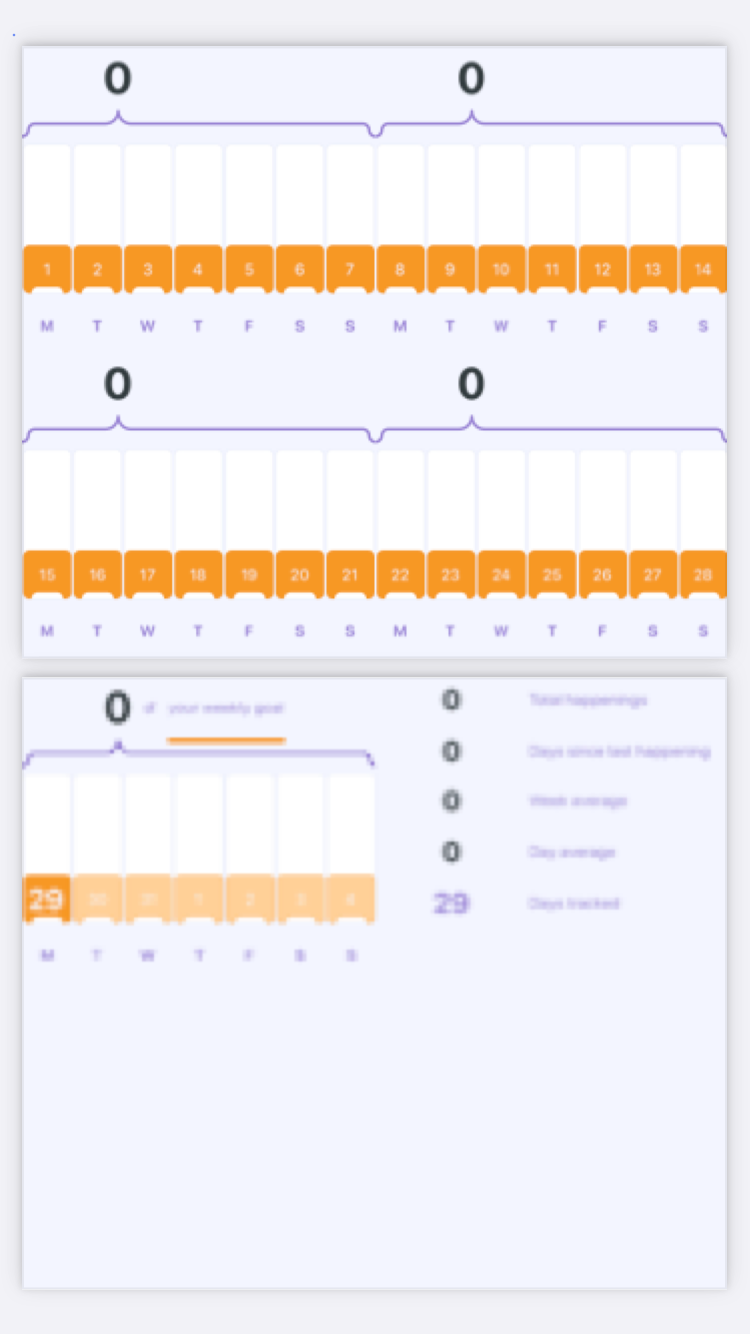 0 0
1 2 3 4 5 6 7 8 9 10 11 12 13 14
M T W T F S S M T W T F S S
0 0
15 16 17 18 19 20 21 22 23 24 25 26 27 28
M T W T F S S M T W T F S S
0 of your weekly goal
0 Total happenings
0 Days since last happening
0 Week average
0 Day average
29 30 31 1 2 3 4
29 Days tracked
M T W T F S S